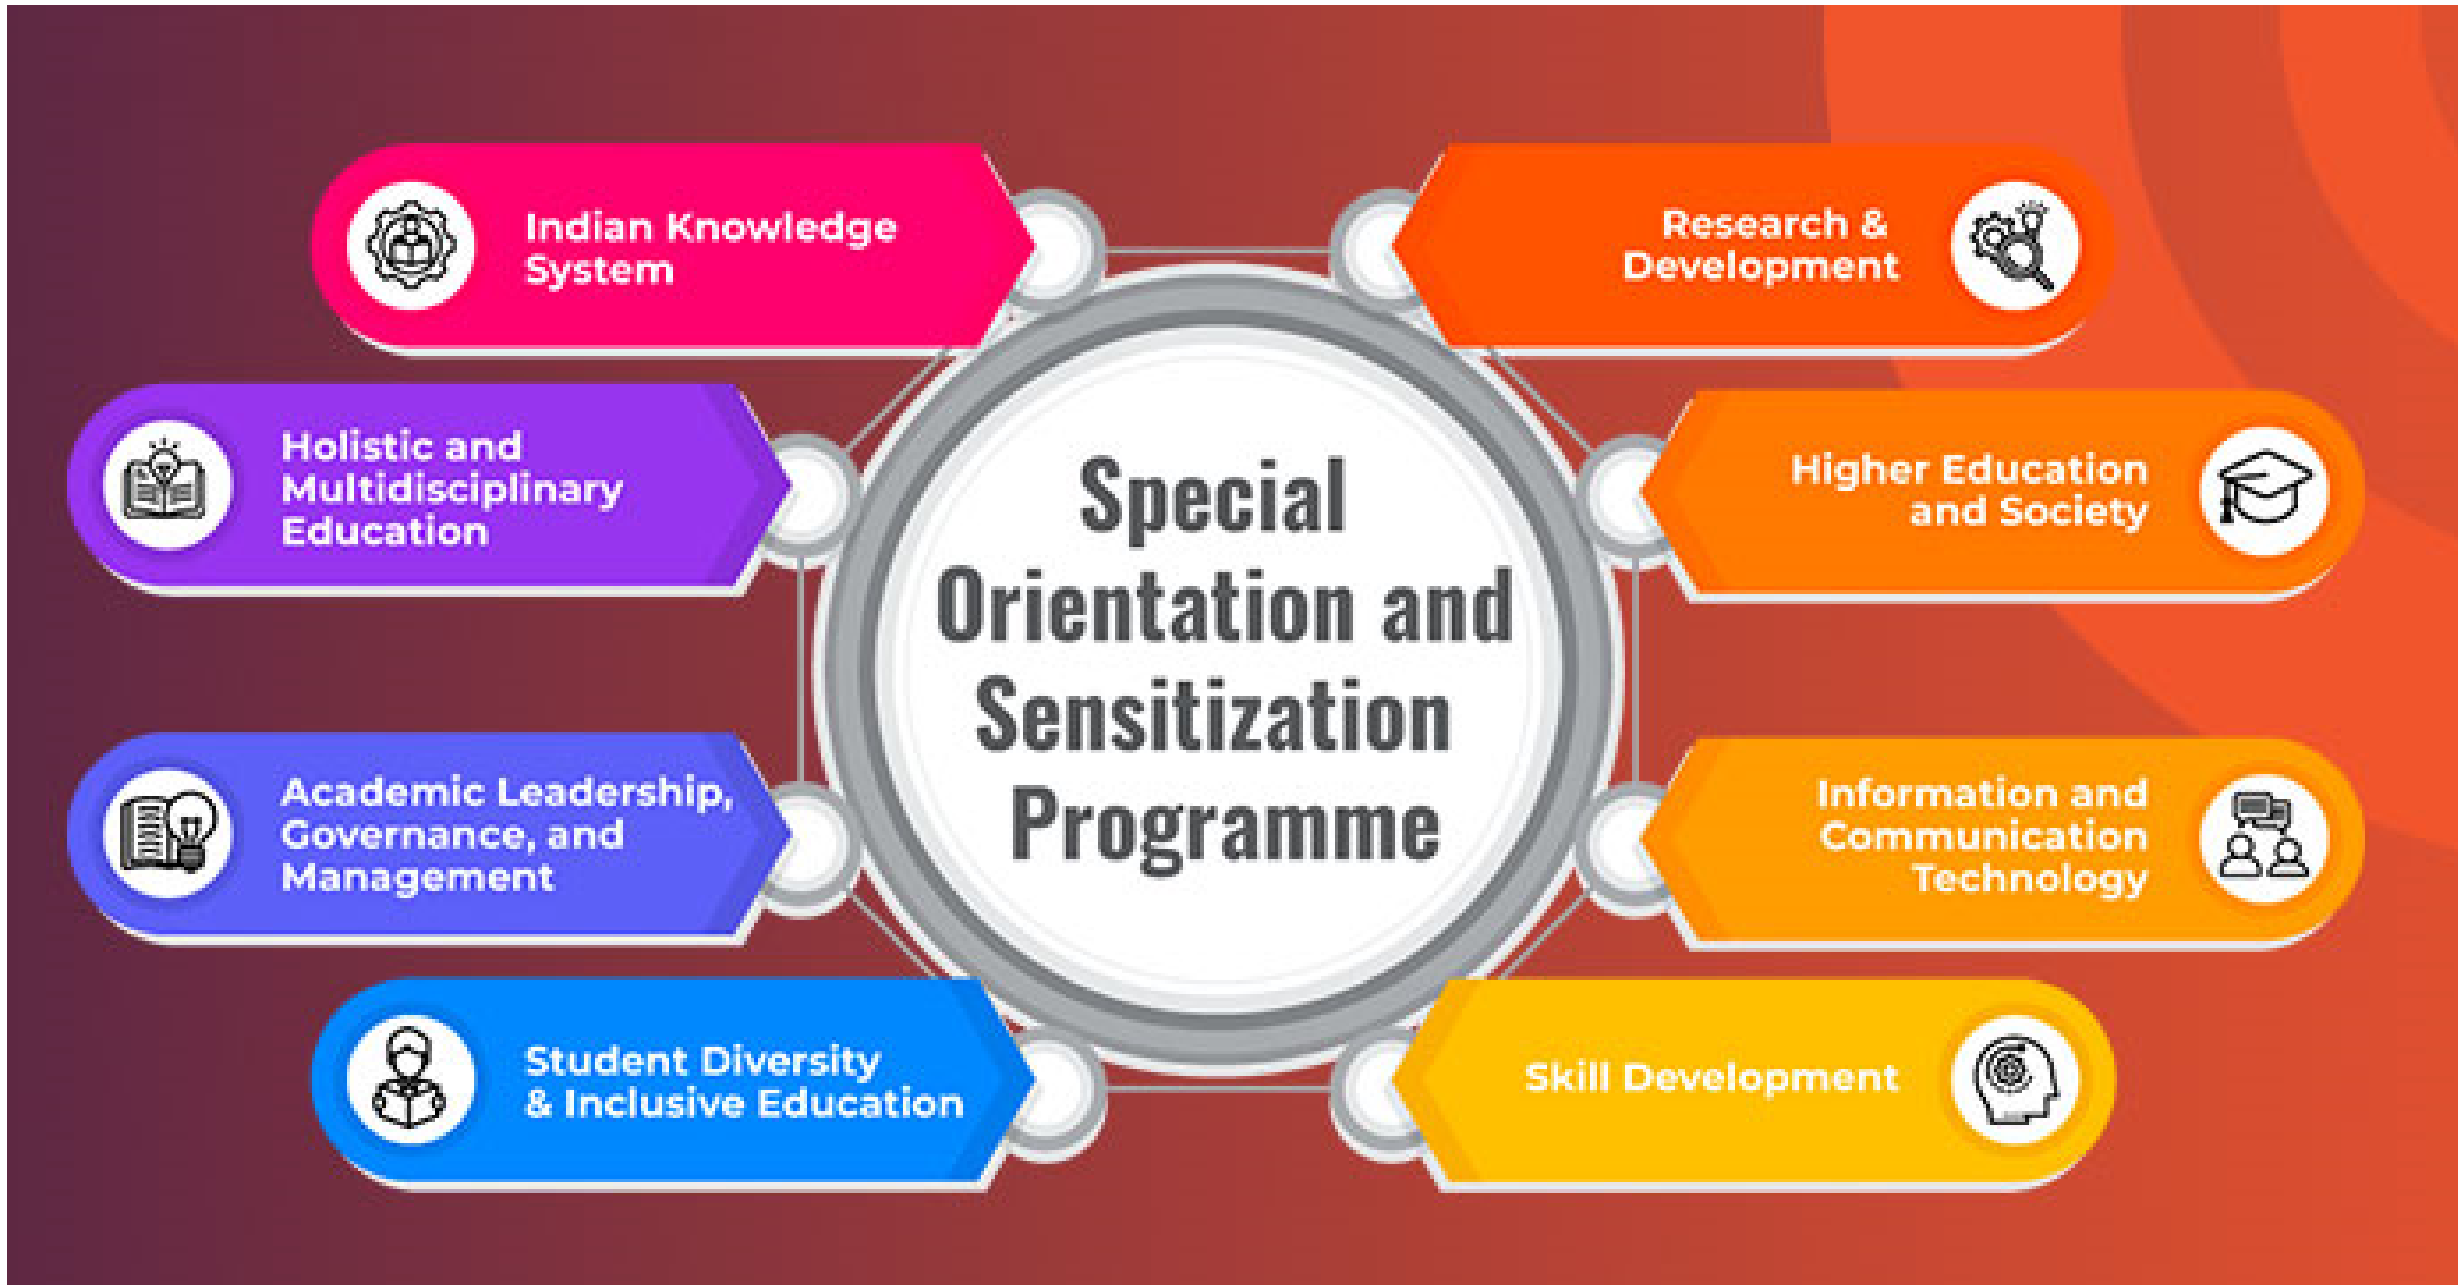 Indian Knowledge
System
Holistic and
Multidisciplinary
Education
Academic Leadership,
Governance, and
Management
Student Diversity
& Inclusive Education
Special
Orientation and
Sensitization
Programme
Research &
Development
Higher Education
and Society
Information and
Communication
Technology
Skill Development